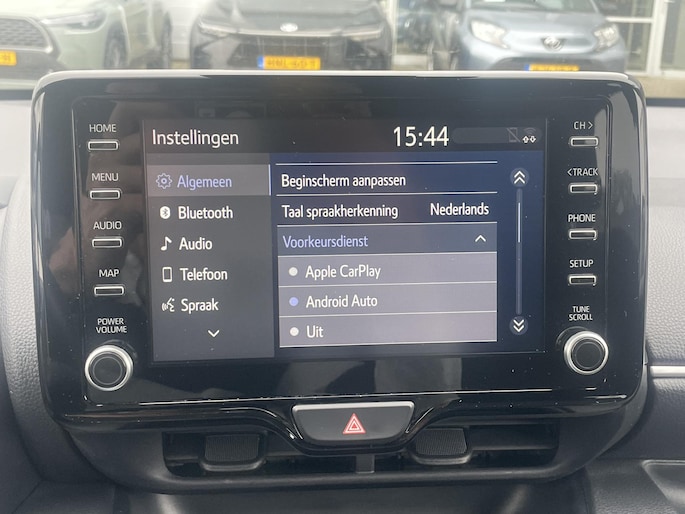 HOME
MENU
AUDIO
MAP
POWER
VOLUME
Instellingen
15:44
Algemeen
Bluetooth
Audio
Telefoon
Spraak
Beginscherm aanpassen
Taal spraakherkenning Nederlands
Voorkeursdienst
Apple CarPlay
Android Auto
Uit
CH >
< TRACK
PHONE
SETUP
TUNE
SCROLL